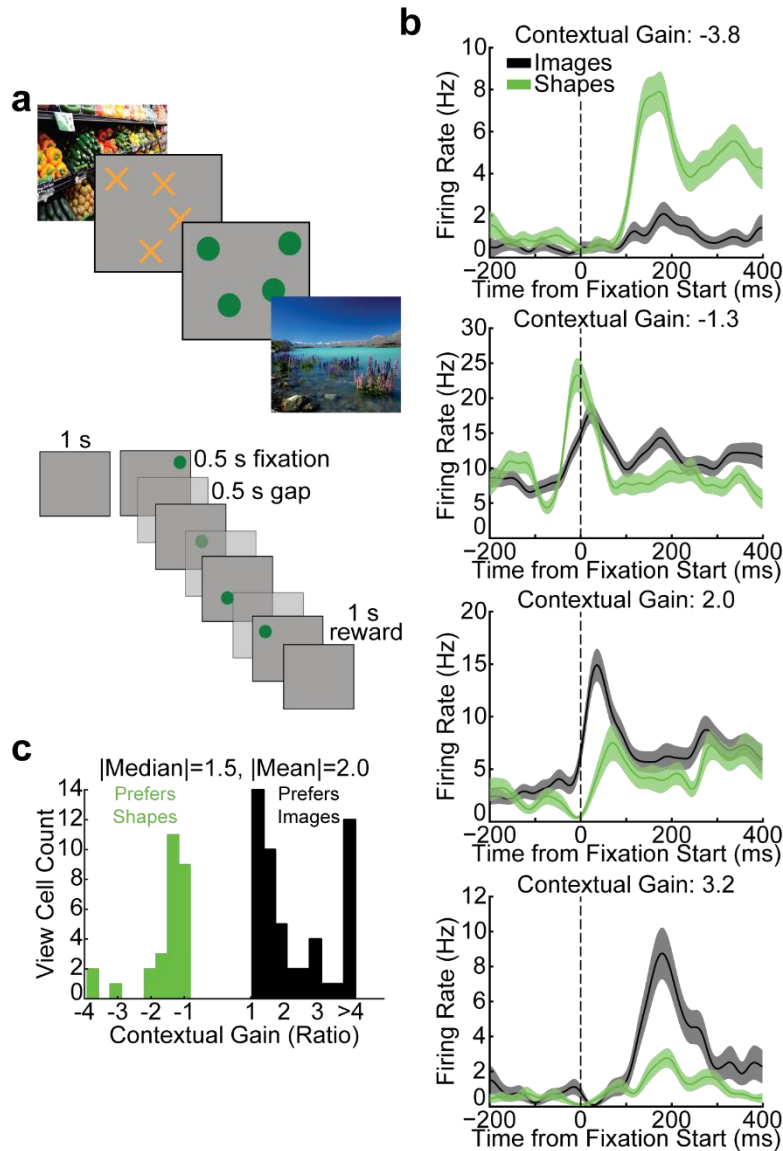 a
1 s
0.5 s fixation
0.5 s gap
1 s
reward
b
Contextual Gain: -3.8
Images
Shapes
Firing Rate (Hz)
8
6
4
2
0
−200 0 200 400
Time from Fixation Start (ms)
Contextual Gain: -1.3
Firing Rate (Hz)
25
20
15
10
5
0
−200 0 200 400
Time from Fixation Start (ms)
Contextual Gain: 2.0
Firing Rate (Hz)
20
15
10
5
0
−200 0 200 400
Time from Fixation Start (ms)
Contextual Gain: 3.2
Firing Rate (Hz)
12
10
8
6
4
2
0
−200 0 200 400
Time from Fixation Start (ms)
c
|Median|=1.5, |Mean|=2.0
Prefers
Shapes
Prefers
Images
View Cell Count
14
12
10
8
6
4
2
0
-4 -3 -2 -1 1 2 3 >4
Contextual Gain (Ratio)